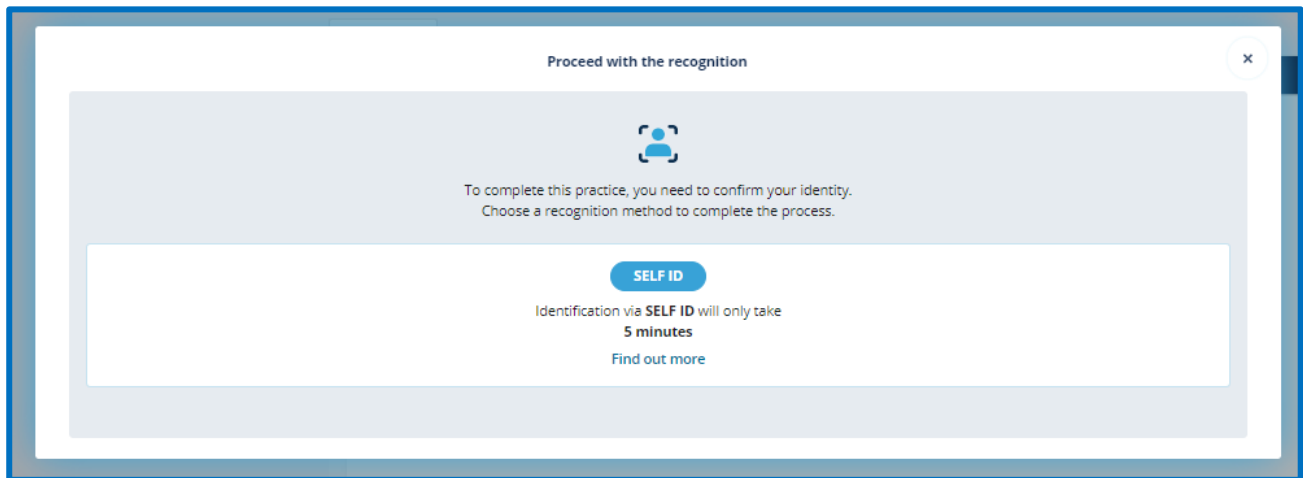 Proceed with the recognition
To complete this practice, you need to confirm your identity.
Choose a recognition method to complete the process.
SELF ID
Identification via SELF ID will only take
5 minutes
Find out more